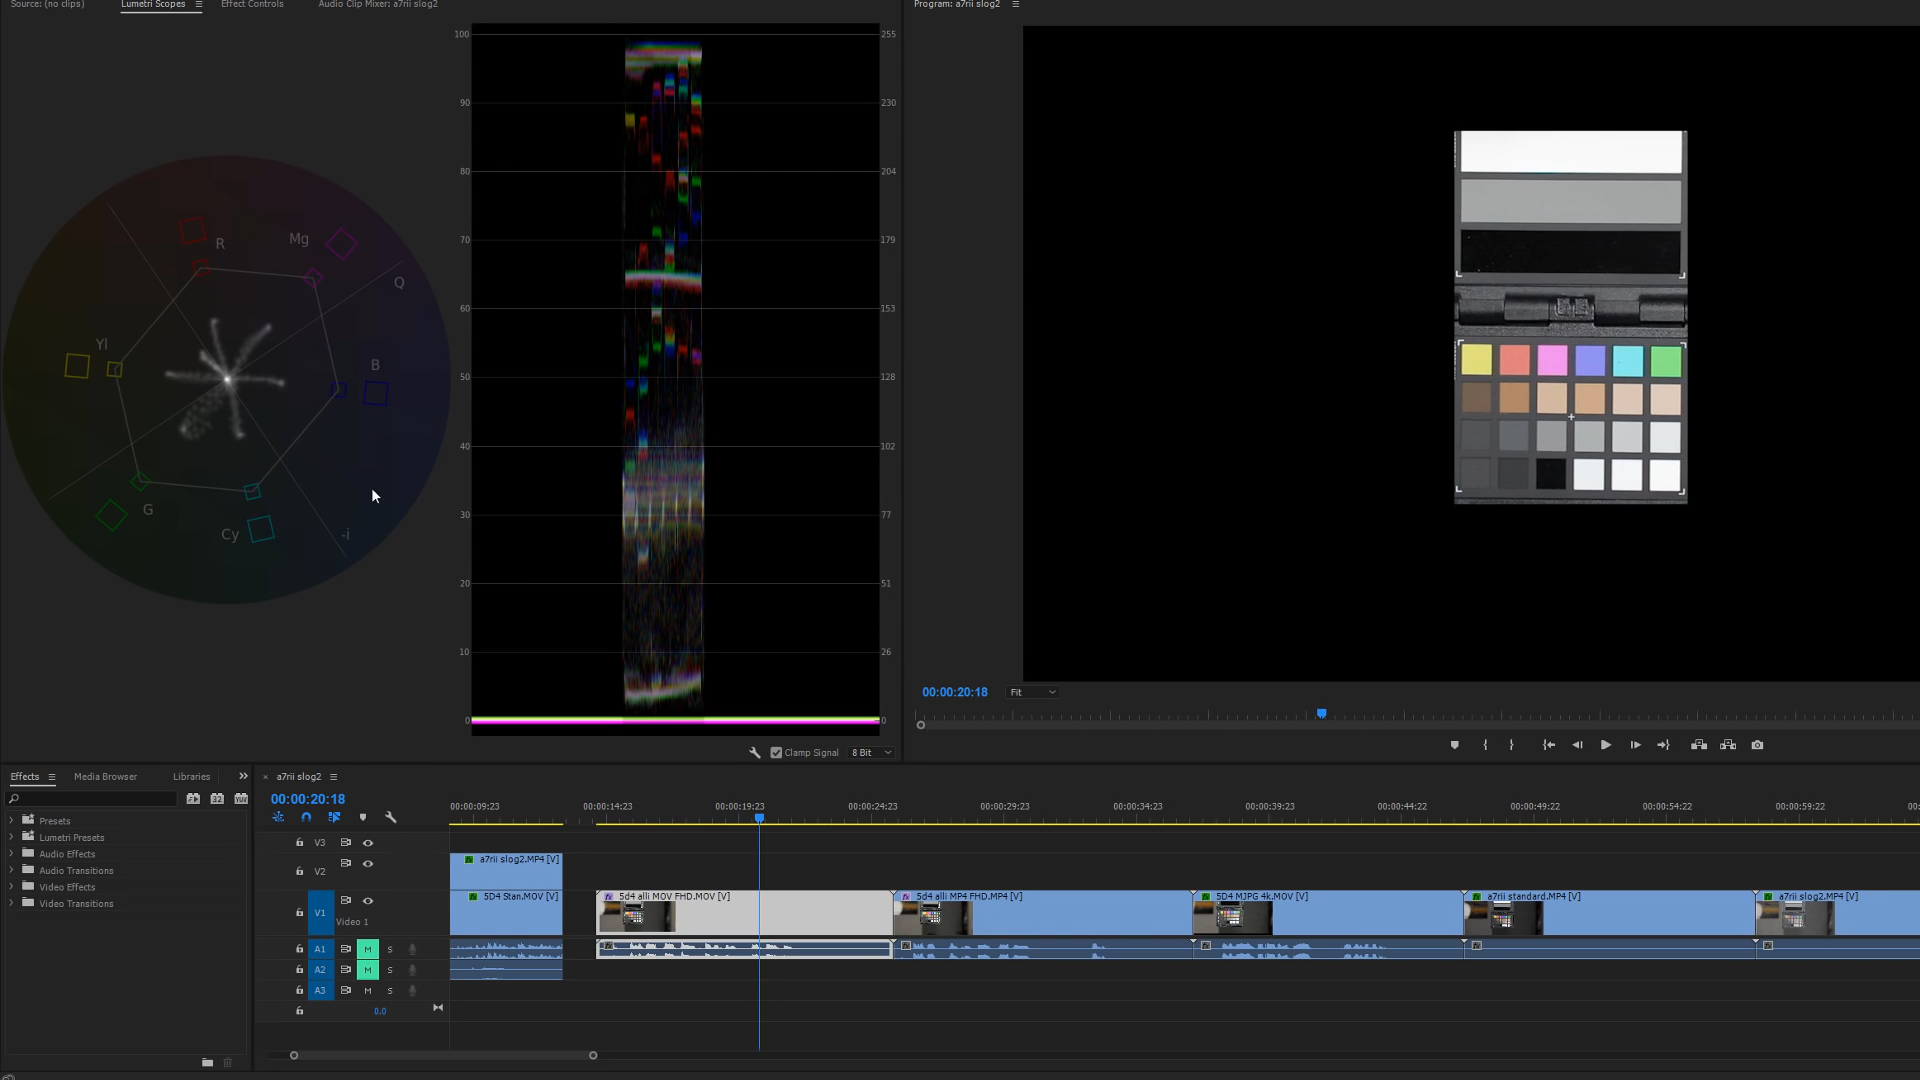 Source: (no clips)
Lumetri Scopes
Effect Controls
Audio Clip Mixer: a7rii slog2
Program: a7rii slog2
100
90
80
70
60
50
40
30
20
10
0
255
230
204
179
153
128
102
77
51
26
0
R
Mg
Q
Yl
B
G
Cy
-i
Clamp Signal
8 Bit
00:00:20:18
Fit
Effects
Media Browser
Libraries
Presets
Lumetri Presets
Audio Effects
Audio Transitions
Video Effects
Video Transitions
32
YUV
× a7rii slog2
00:00:20:18
00:00:09:23
00:00:14:23
00:00:19:23
00:00:24:23
00:00:29:23
00:00:34:23
00:00:39:23
00:00:44:22
00:00:49:22
00:00:54:22
00:00:59:22
V3
V2
a7rii slog2.MP4 [V]
V1
Video 1
5D4 Stan.MOV [V]
5d4 alli MOV FHD.MOV [V]
5d4 alli MP4 FHD.MP4 [V]
5D4 MJPG 4k.MOV [V]
a7rii standard.MP4 [V]
a7rii slog2.MP4 [V]
A1 M S
A2 M S
A3 M S
0.0